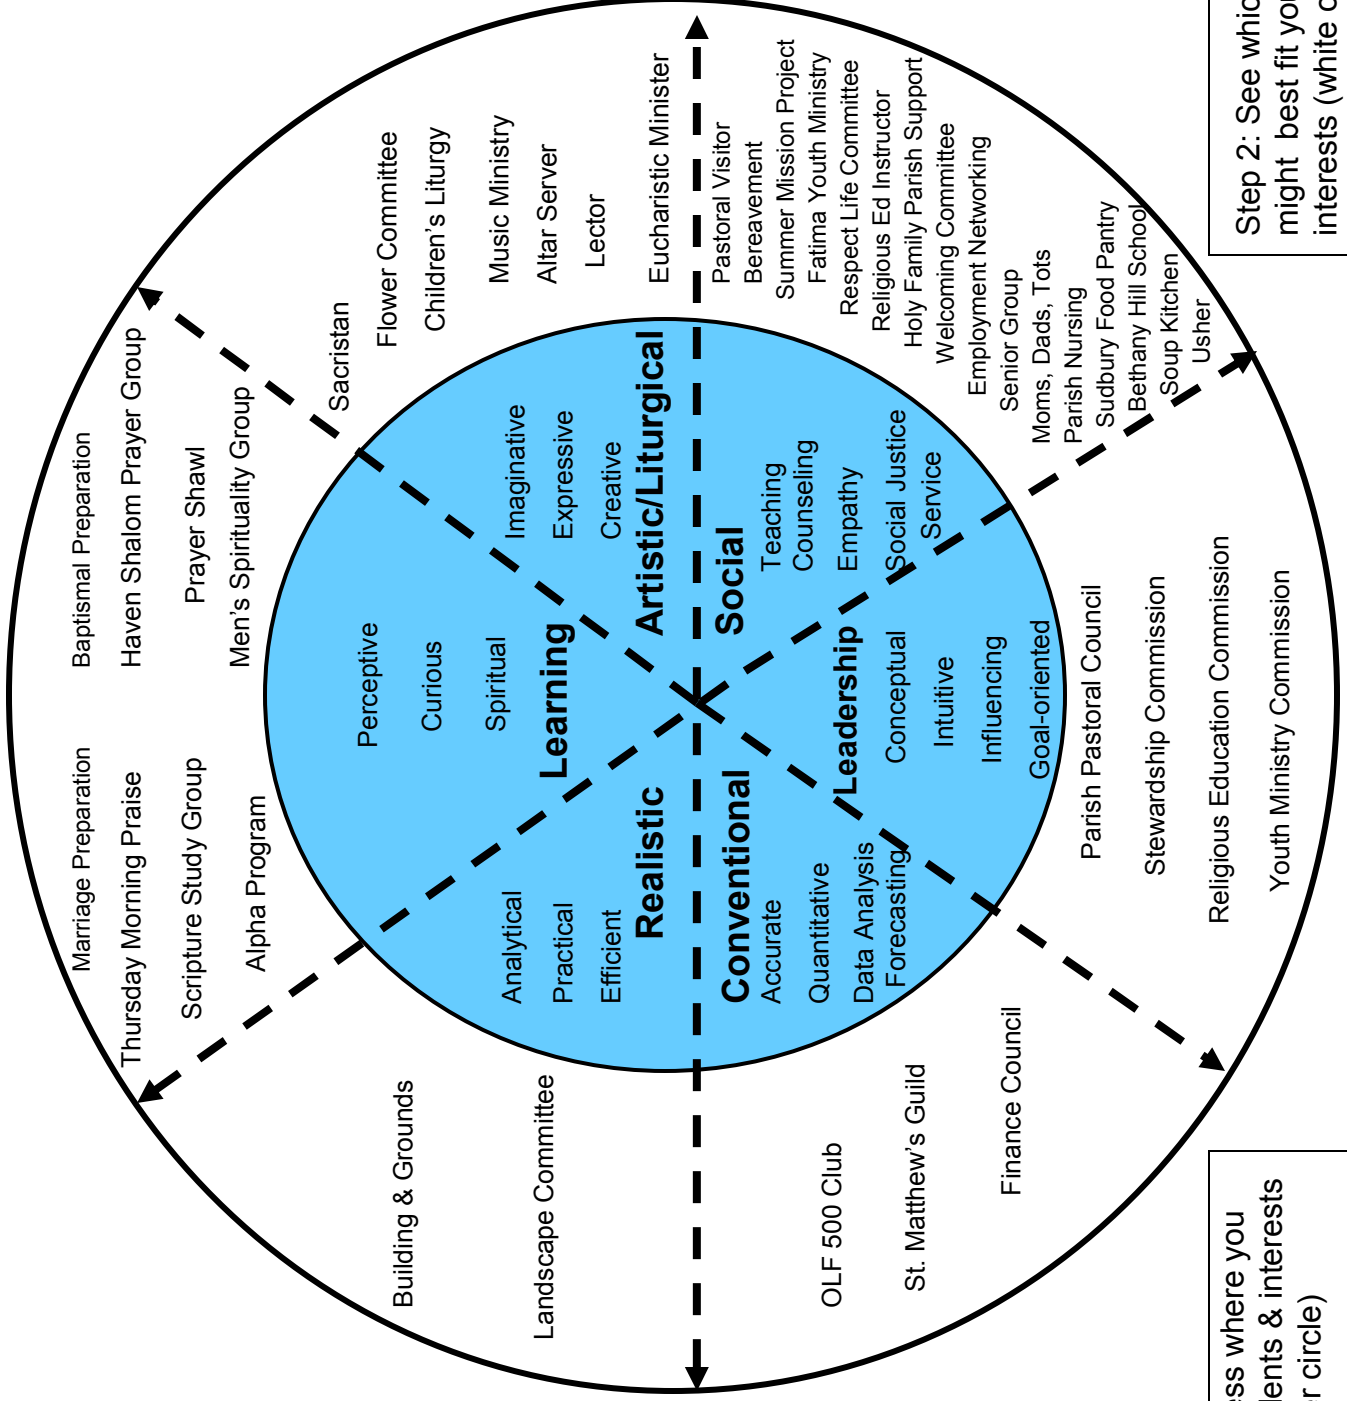 Building & Grounds
Landscape Committee
Marriage Preparation
Thursday Morning Praise
Scripture Study Group
Alpha Program
Baptismal Preparation
Haven Shalom Prayer Group
Prayer Shawl
Men's Spirituality Group
Sacristan
Flower Committee
Children's Liturgy
Music Ministry
Altar Server
Lector
Eucharistic Minister
Analytical
Practical
Efficient
Realistic
Perceptive
Curious
Spiritual
Learning
Imaginative
Expressive
Creative
Artistic/Liturgical
Conventional
Accurate
Quantitative
Data Analysis
Forecasting
Leadership
Conceptual
Intuitive
Influencing
Goal-oriented
Social
Teaching
Counseling
Empathy
Social Justice
Service
OLF 500 Club
St. Matthew's Guild
Finance Council
Parish Pastoral Council
Stewardship Commission
Religious Education Commission
Youth Ministry Commission
Pastoral Visitor
Bereavement
Summer Mission Project
Fatima Youth Ministry
Respect Life Committee
Religious Ed Instructor
Holy Family Parish Support
Welcoming Committee
Employment Networking
Senior Group
Moms, Dads, Tots
Parish Nursing
Sudbury Food Pantry
Bethany Hill School
Soup Kitchen
Usher
where you
& interests
circle)
Step 2: See
might best fit
interests (white